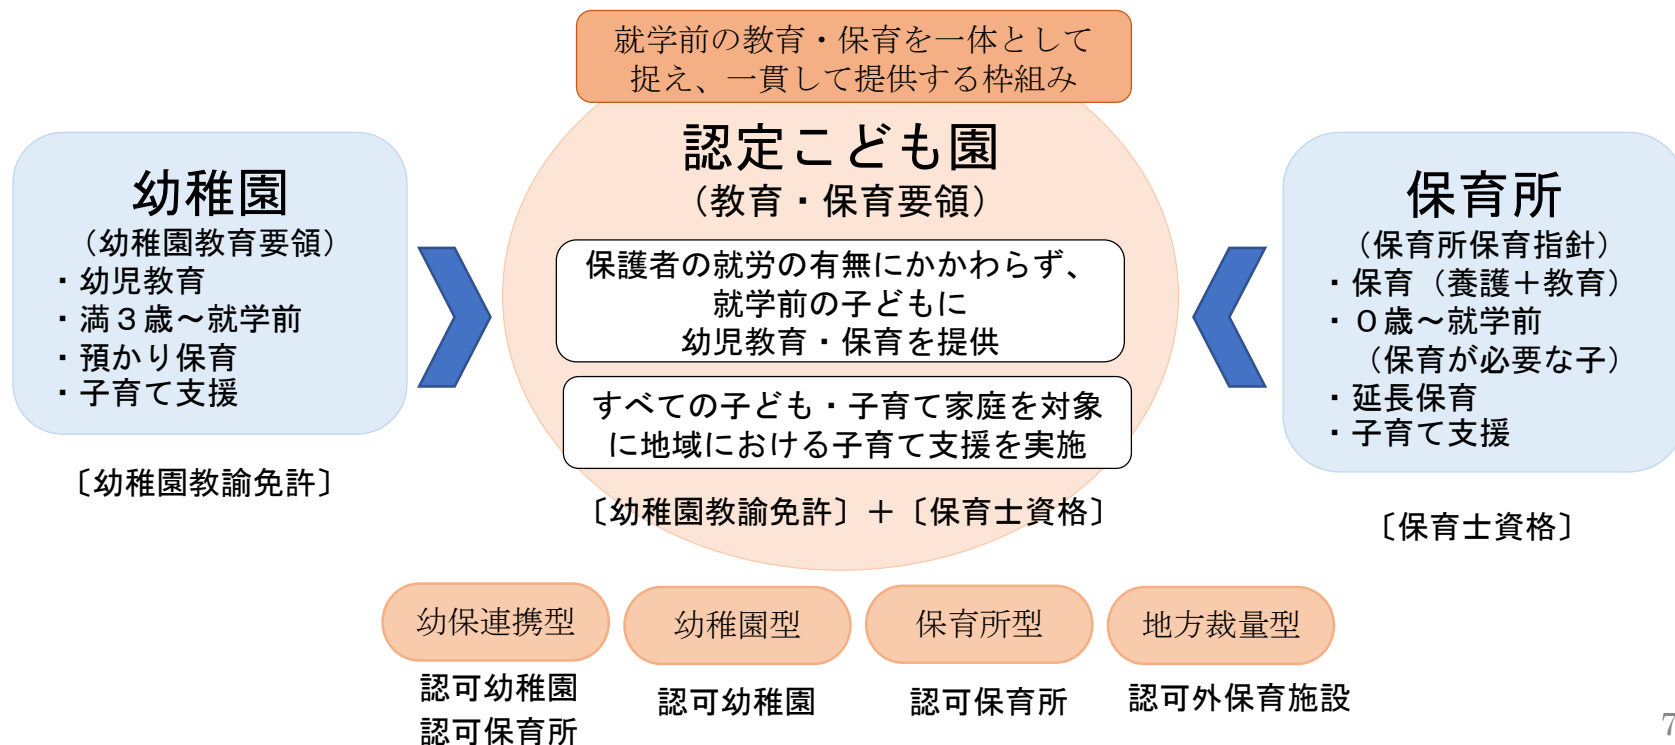 就学前の教育・保育を一体として
捉え、一貫して提供する枠組み
幼稚園
（幼稚園教育要領）
・幼児教育
・満３歳～就学前
・預かり保育
・子育て支援
〔幼稚園教諭免許〕
認定こども園
（教育・保育要領）
保護者の就労の有無にかかわらず、
就学前の子どもに
幼児教育・保育を提供
すべての子ども・子育て家庭を対象
に地域における子育て支援を実施
〔幼稚園教諭免許〕＋〔保育士資格〕
保育所
（保育所保育指針）
・保育（養護＋教育）
・０歳～就学前
（保育が必要な子）
・延長保育
・子育て支援
〔保育士資格〕
幼保連携型
認可幼稚園
認可保育所
幼稚園型
認可幼稚園
保育所型
認可保育所
地方裁量型
認可外保育施設
7